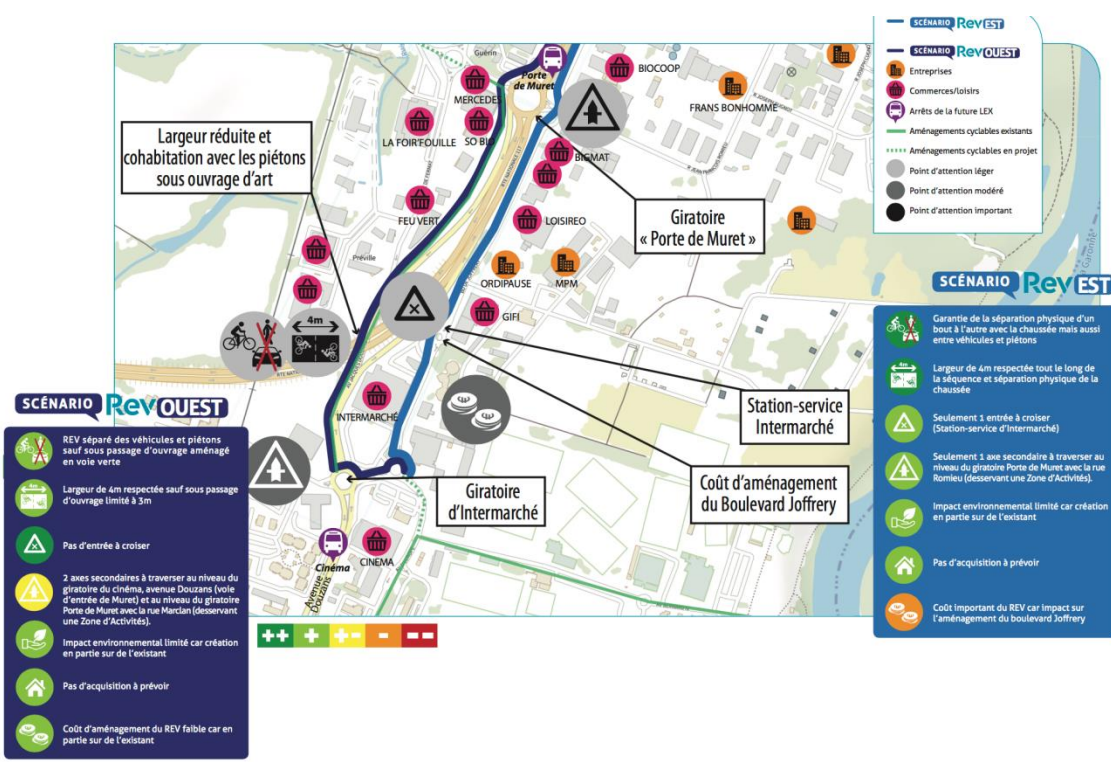 SCÉNARIO RevEST
SCÉNARIO RevOUEST
Entreprises
Commerces/loisirs
Arrêts de la future LEX
Aménagements cyclables existants
Aménagements cyclables en projet
Point d'attention léger
Point d'attention modéré
Point d'attention important
Guérin
Porte
de Muret
MERCEDES
BIOCOOP
FRANS BONHOMME
LA FOIR'FOUILLE
SO BIO
BIGMAT
Largeur réduite et
cohabitation avec les piétons
sous ouvrage d'art
FEU VERT
LOISIREO
Giratoire
« Porte de Muret »
Préville
ORDIPAUSE
MPM
GIFI
4m
INTERMARCHÉ
Station-service
Intermarché
Coût d'aménagement
du Boulevard Joffrery
Giratoire
d'Intermarché
Cinéma
CINEMA
Avenue
Douzans
++ + +- - --
SCÉNARIO RevOUEST
REV séparé des véhicules et piétons
sauf sous passage d'ouvrage aménagé
en voie verte
4m
Largeur de 4m respectée sauf sous passage
d'ouvrage limité à 3m
Pas d'entrée à croiser
2 axes secondaires à traverser au niveau du
giratoire du cinéma, avenue Douzans (voie
d'entrée de Muret) et au niveau du giratoire
Porte de Muret avec la rue Marclan (desservant
une Zone d'Activités).
Impact environnemental limité car création
en partie sur de l'existant
Pas d'acquisition à prévoir
Coût d'aménagement du REV faible car en
partie sur de l'existant
SCÉNARIO RevEST
Garantie de la séparation physique d'un
bout à l'autre avec la chaussée mais aussi
entre véhicules et piétons
4m
Largeur de 4m respectée tout le long de
la séquence et séparation physique de la
chaussée
Seulement 1 entrée à croiser
(Station-service d'Intermarché)
Seulement 1 axe secondaire à traverser au
niveau du giratoire Porte de Muret avec la rue
Romieu (desservant une Zone d'Activités).
Impact environnemental limité car création
en partie sur de l'existant
Pas d'acquisition à prévoir
Coût important du REV car impact sur
l'aménagement du boulevard Joffrery